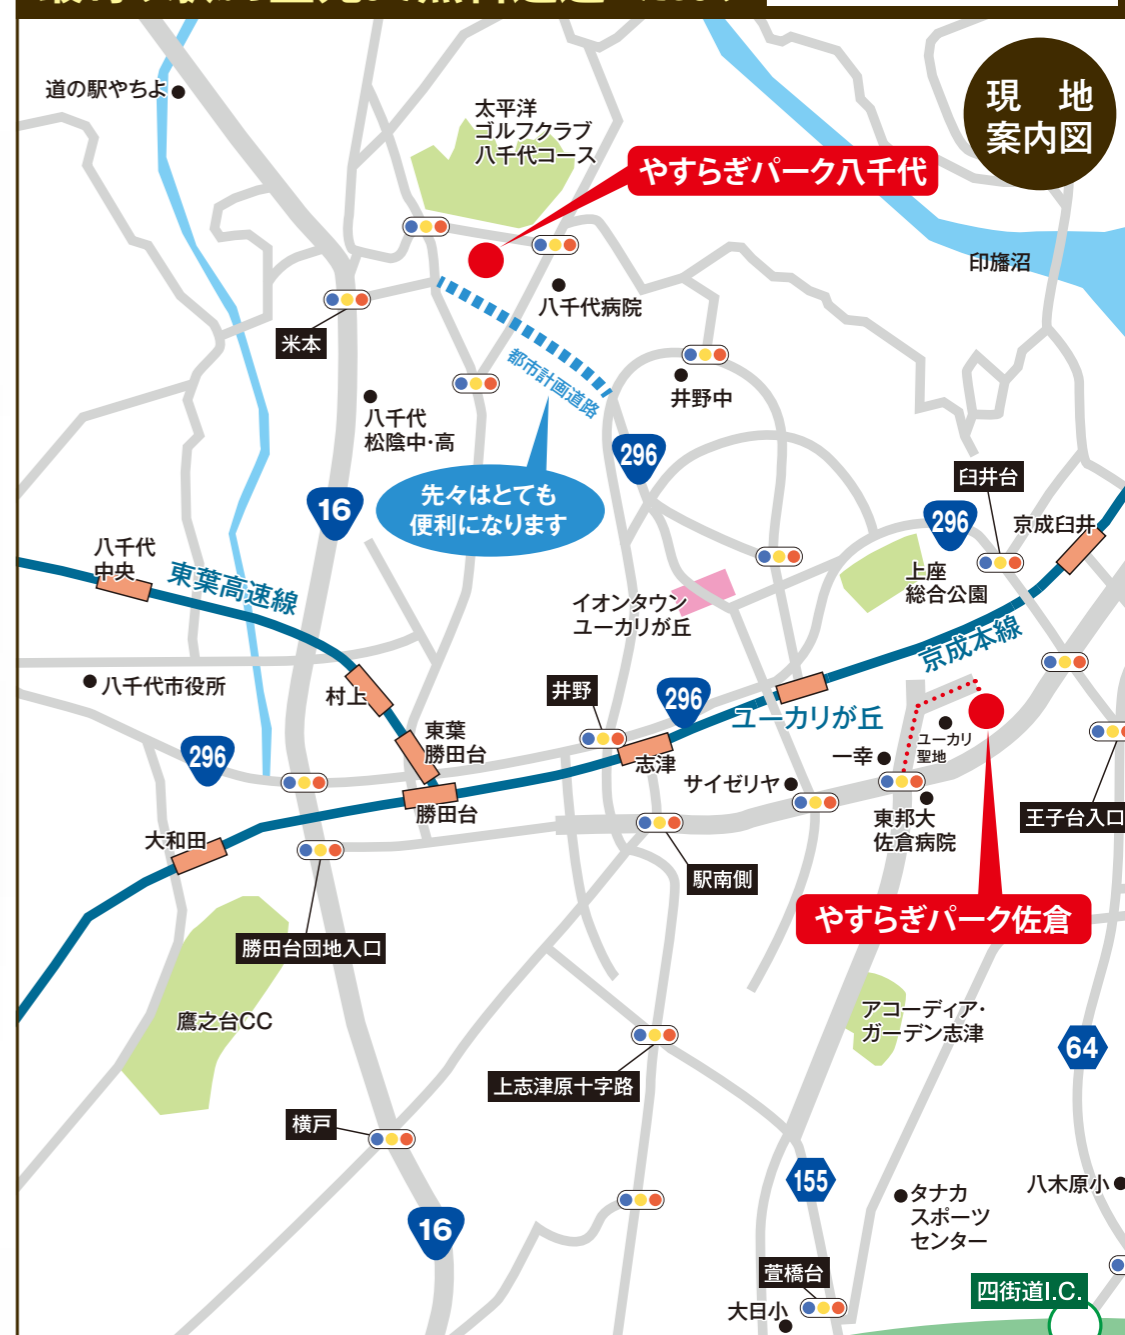 現　地
案内図
道の駅やちよ
太平洋
ゴルフクラブ
八千代コース
やすらぎパーク八千代
印旛沼
八千代病院
米本
都市計画道路
井野中
八千代
松陰中・高
296
先々はとても
便利になります
16
臼井台
296
京成臼井
八千代
中央
東葉高速線
イオンタウン
ユーカリが丘
上座
総合公園
京成本線
八千代市役所
村上
井野
296
ユーカリが丘
東葉
勝田台
296
志津
一幸
ユーカリ
聖地
サイゼリヤ
勝田台
東邦大
佐倉病院
王子台入口
大和田
駅南側
やすらぎパーク佐倉
勝田台団地入口
鷹之台CC
アコーディア・
ガーデン志津
64
上志津原十字路
横戸
155
タナカ
スポーツ
センター
八木原小
16
萱橋台
四街道I.C.
大日小